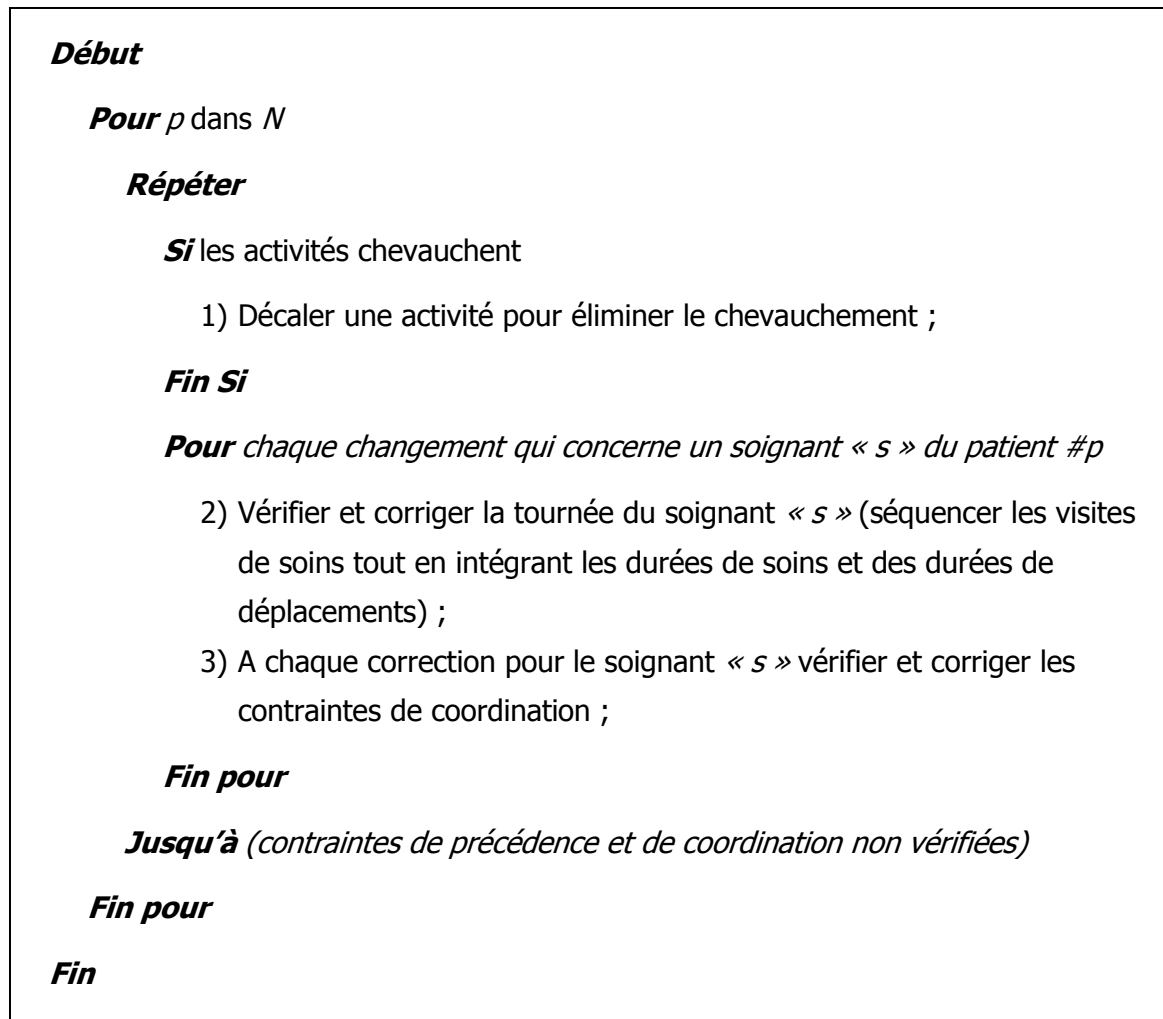 Début
Pour p dans N
Répéter
Si les activités chevauchent
1) Décaler une activité pour éliminer le chevauchement ;
Fin Si
Pour chaque changement qui concerne un soignant « s » du patient #p
2) Vérifier et corriger la tournée du soignant « s » (séquencer les visites
de soins tout en intégrant les durées de soins et des durées de
déplacements) ;
3) A chaque correction pour le soignant « s » vérifier et corriger les
contraintes de coordination ;
Fin pour
Jusqu’à (contraintes de précédence et de coordination non vérifiées)
Fin pour
Fin